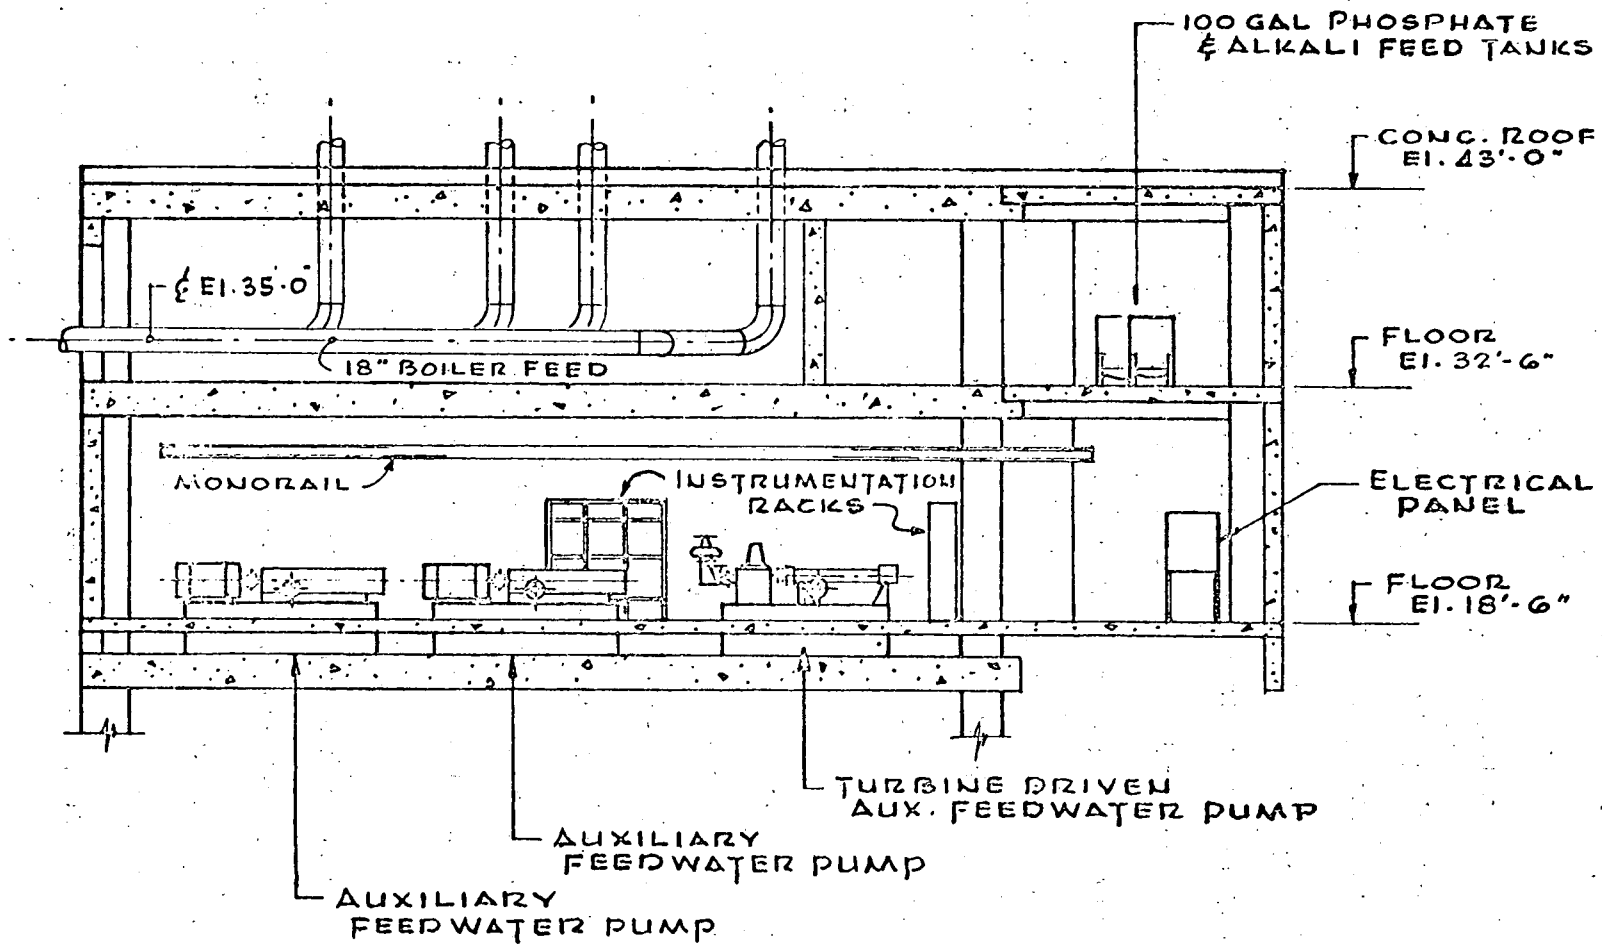 100 GAL PHOSPHATE
& ALKALI FEED TANKS
CONC. ROOF
El. 43'-0"
℄ El. 35'-0"
FLOOR
El. 32'-6"
18" BOILER FEED
MONORAIL
INSTRUMENTATION
RACKS
ELECTRICAL
PANEL
FLOOR
El. 18'-6"
TURBINE DRIVEN
AUX. FEEDWATER PUMP
AUXILIARY
FEEDWATER PUMP
AUXILIARY
FEEDWATER PUMP